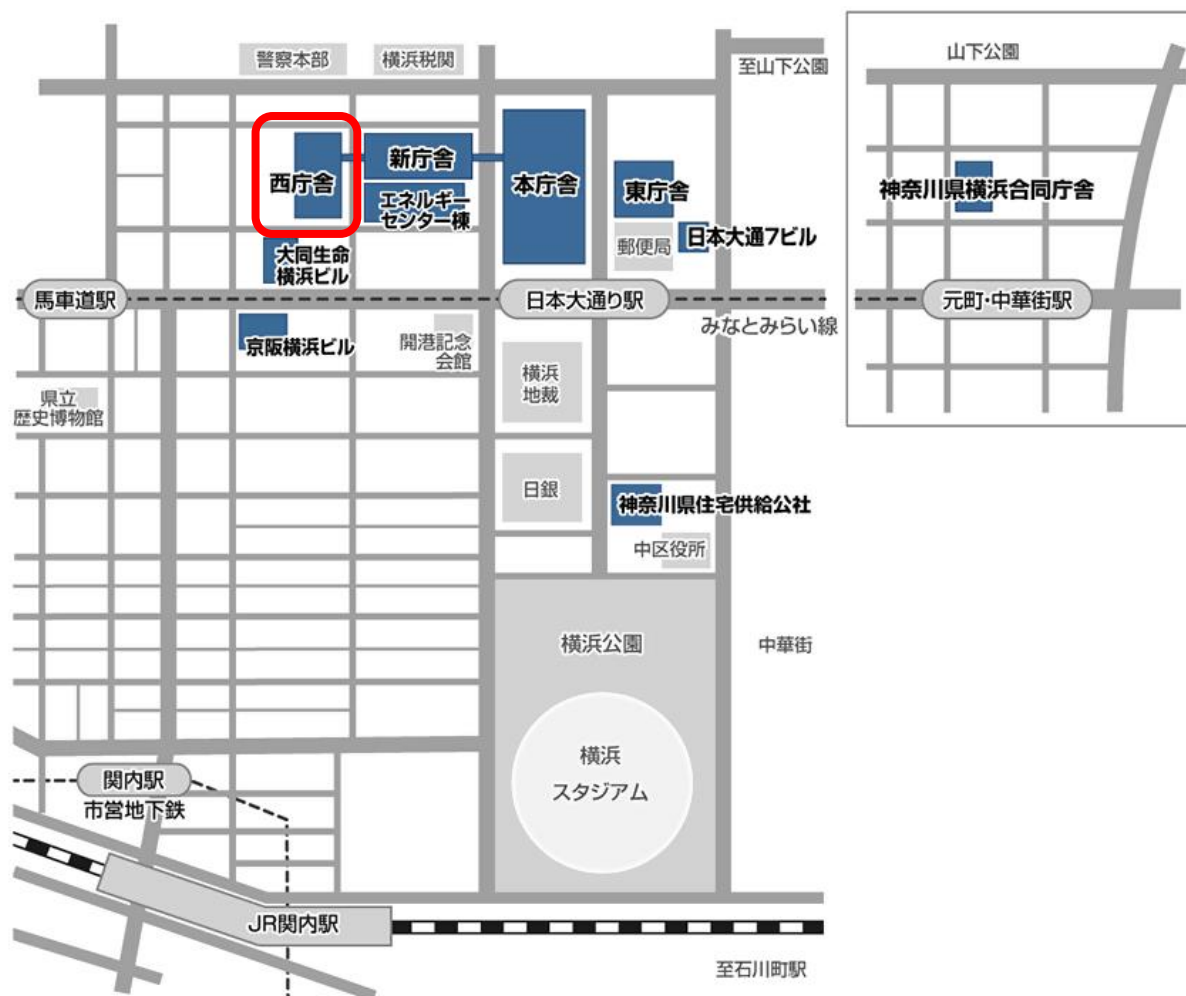 警察本部
横浜税関
至山下公園
山下公園
西庁舎
新庁舎
エネルギー
センター棟
本庁舎
東庁舎
郵便局
日本大通7ビル
神奈川県横浜合同庁舎
大同生命
横浜ビル
馬車道駅
日本大通り駅
みなとみらい線
元町・中華街駅
京阪横浜ビル
開港記念
会館
横浜
地裁
県立
歴史博物館
日銀
神奈川県住宅供給公社
中区役所
横浜公園
中華街
横浜
スタジアム
関内駅
市営地下鉄
JR関内駅
至石川町駅